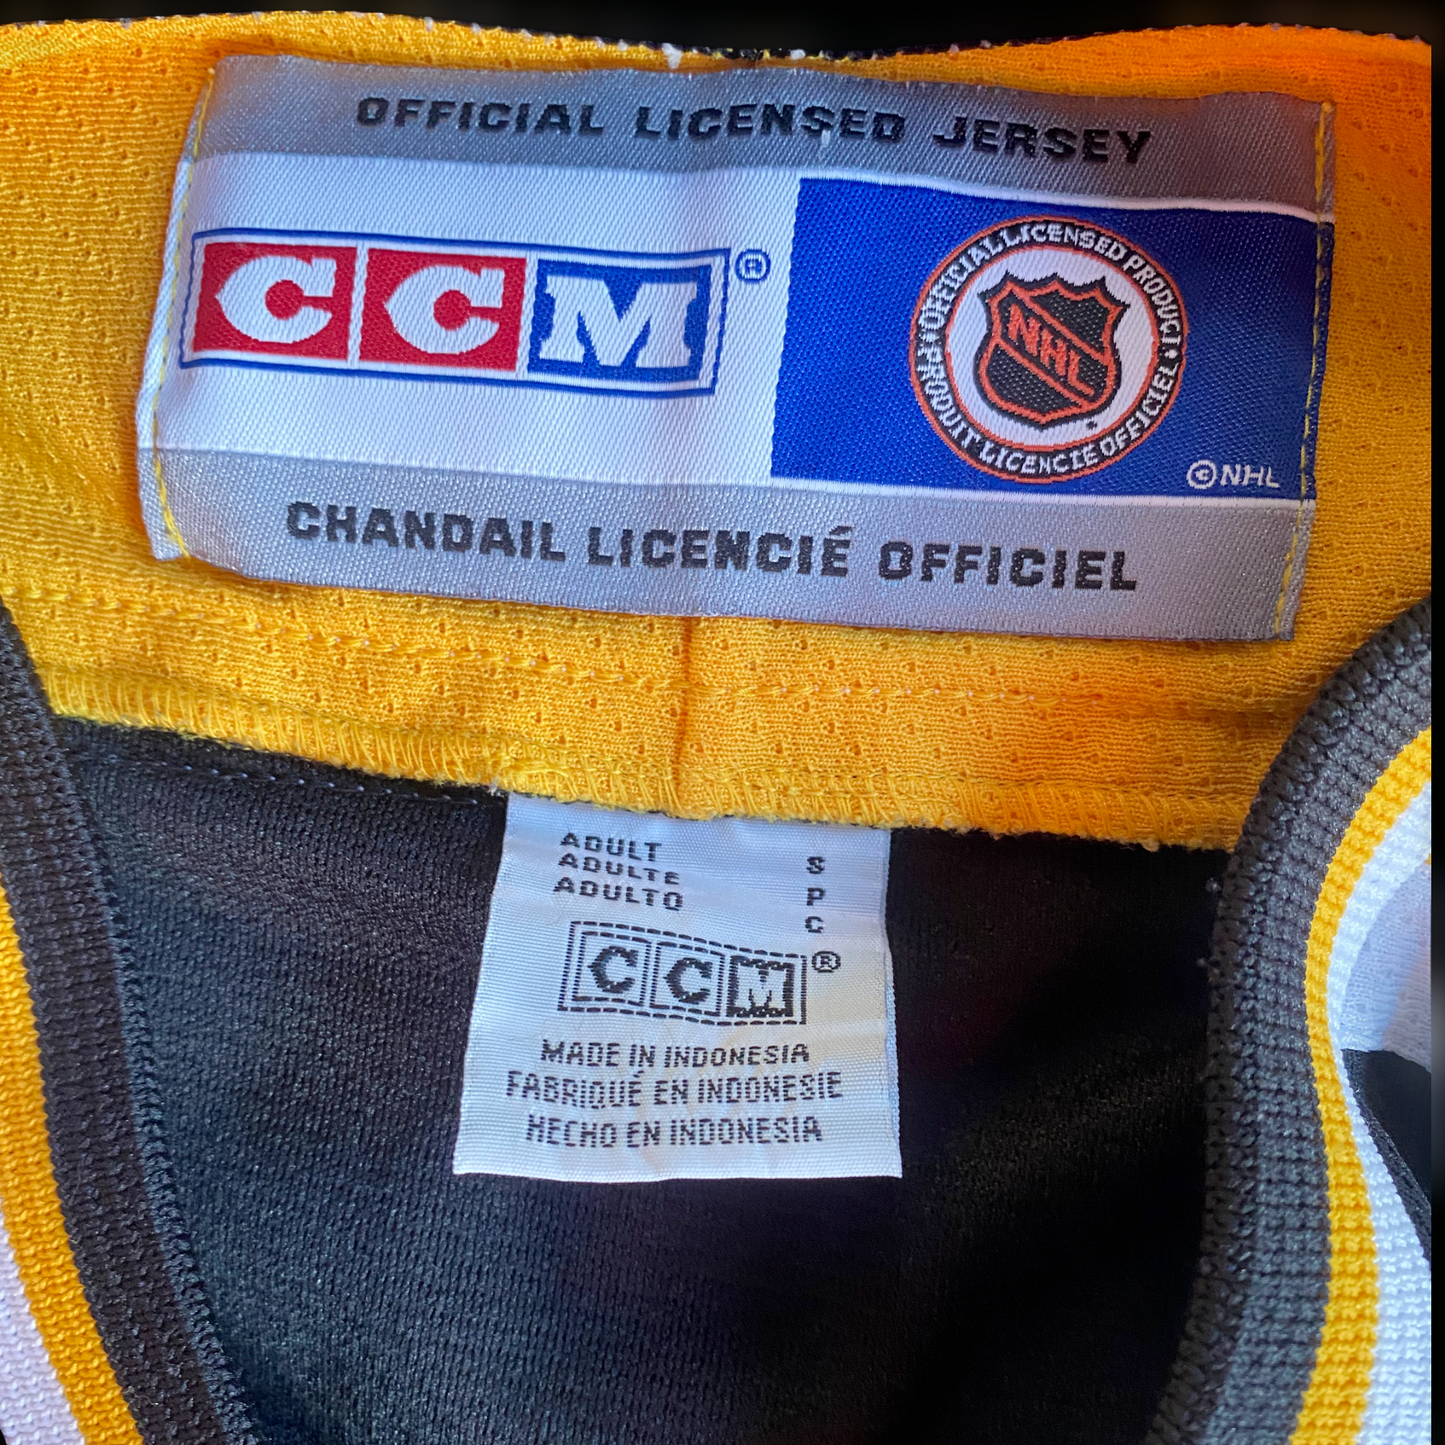 OFFICIAL LICENSED JERSEY
CCM®
OFFICIAL LICENSED PRODUCT • PRODUIT LICENCIE OFFICIEL •
NHL
©NHL
CHANDAIL LICENCIÉ OFFICIEL
ADULT S
ADULTE P
ADULTO C
CCM®
MADE IN INDONESIA
FABRIQUÉ EN INDONESIE
HECHO EN INDONESIA